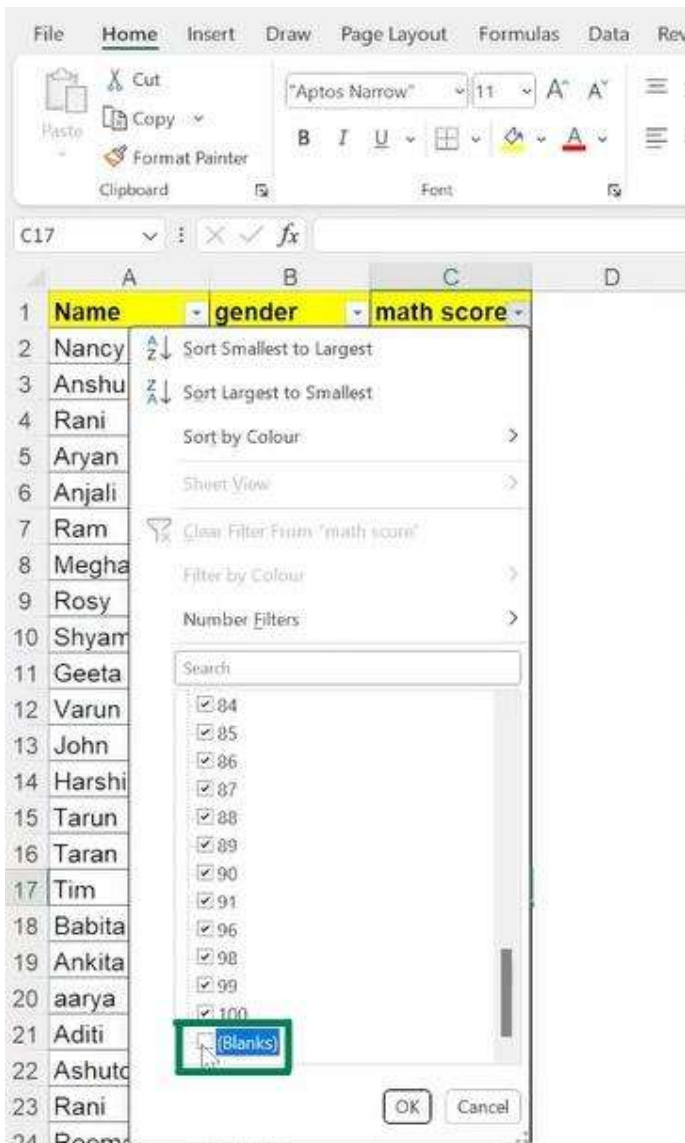 File Home Insert Draw Page Layout Formulas Data Rev
Paste
Cut
Copy
Format Painter
Clipboard
"Aptos Narrow" 11 A A
B I U A
Font
C17 fx
A B C D
1 Name gender math score
2 Nancy
3 Anshu
4 Rani
5 Aryan
6 Anjali
7 Ram
8 Megha
9 Rosy
10 Shyam
11 Geeta
12 Varun
13 John
14 Harshi
15 Tarun
16 Taran
17 Tim
18 Babita
19 Ankita
20 aarya
21 Aditi
22 Ashuto
23 Rani
24
Sort Smallest to Largest
Sort Largest to Smallest
Sort by Colour
Sheet View
Clear Filter From "math score"
Filter by Colour
Number Filters
Search
84
85
86
87
88
89
90
91
96
98
99
100
(Blanks)
OK Cancel